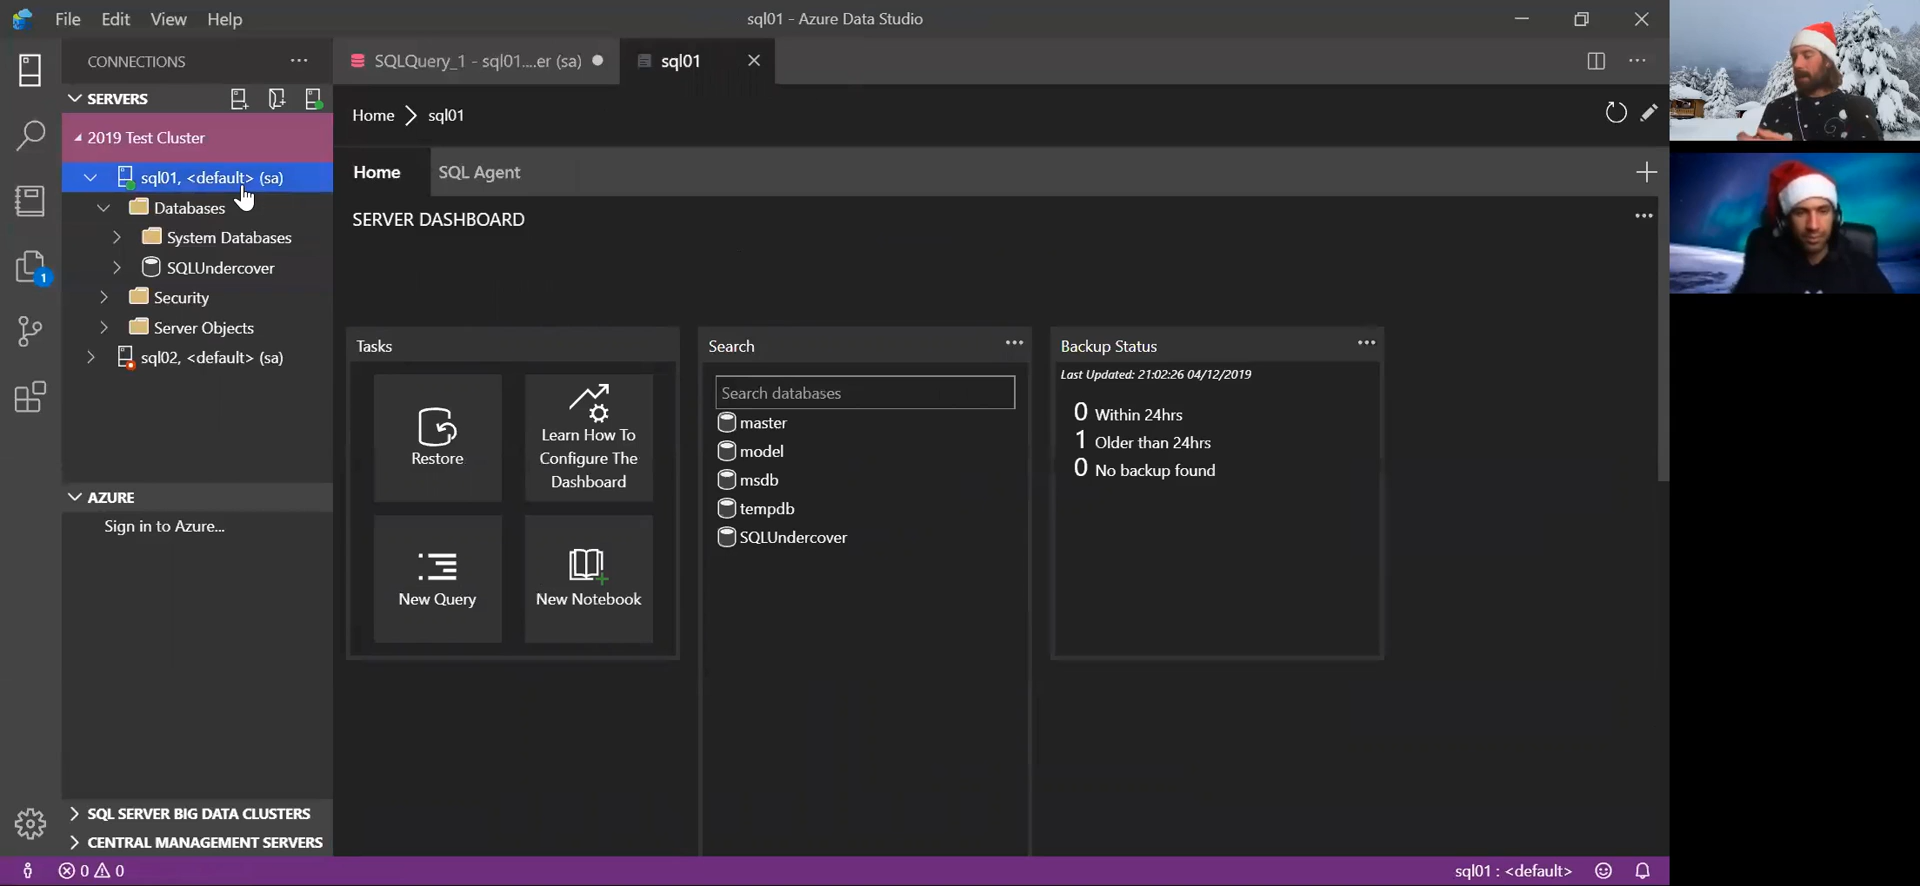 File Edit View Help
sql01 - Azure Data Studio
CONNECTIONS
SERVERS
2019 Test Cluster
sql01, <default> (sa)
Databases
System Databases
SQLUndercover
Security
Server Objects
sql02, <default> (sa)
AZURE
Sign in to Azure...
SQL SERVER BIG DATA CLUSTERS
CENTRAL MANAGEMENT SERVERS
1
SQLQuery_1 - sql01....er (sa)
sql01
Home
sql01
Home
SQL Agent
SERVER DASHBOARD
Tasks
Restore
Learn How To
Configure The
Dashboard
New Query
New Notebook
Search
Search databases
master
model
msdb
tempdb
SQLUndercover
Backup Status
Last Updated: 21:02:26 04/12/2019
0 Within 24hrs
1 Older than 24hrs
0 No backup found
0 0
sql01 : <default>